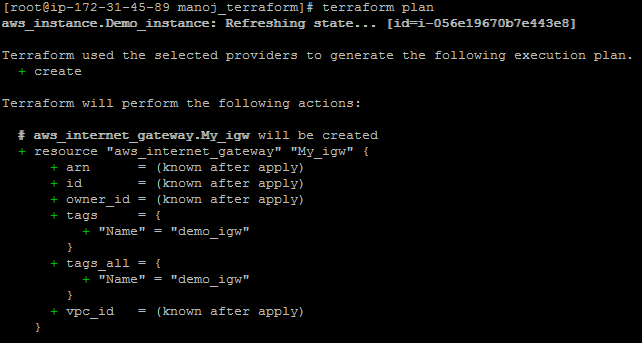 [root@ip-172-31-45-89 manoj_terraform]# terraform plan
aws_instance.Demo_instance: Refreshing state... [id=i-056e19670b7e443e8]
Terraform used the selected providers to generate the following execution plan.
+ create
Terraform will perform the following actions:
# aws_internet_gateway.My_igw will be created
+ resource "aws_internet_gateway" "My_igw" {
+ arn      = (known after apply)
+ id       = (known after apply)
+ owner_id = (known after apply)
+ tags     = {
+ "Name" = "demo_igw"
}
+ tags_all = {
+ "Name" = "demo_igw"
}
+ vpc_id   = (known after apply)
}